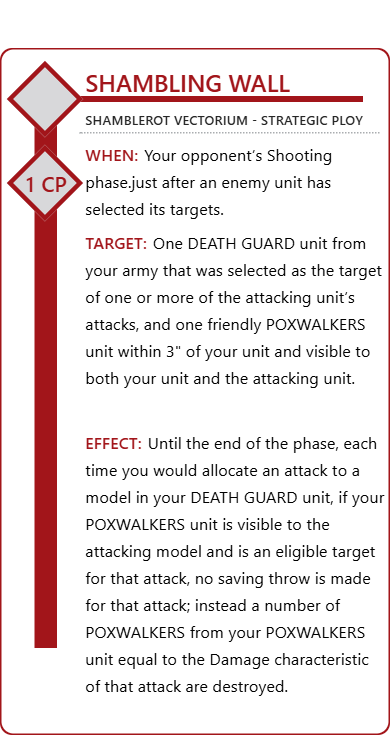 SHAMBLING WALL
SHAMBLEROT VECTORIUM - STRATEGIC PLOY
1 CP
WHEN: Your opponent's Shooting
phase.just after an enemy unit has
selected its targets.
TARGET: One DEATH GUARD unit from
your army that was selected as the target
of one or more of the attacking unit's
attacks, and one friendly POXWALKERS
unit within 3" of your unit and visible to
both your unit and the attacking unit.
EFFECT: Until the end of the phase, each
time you would allocate an attack to a
model in your DEATH GUARD unit, if your
POXWALKERS unit is visible to the
attacking model and is an eligible target
for that attack, no saving throw is made
for that attack; instead a number of
POXWALKERS from your POXWALKERS
unit equal to the Damage characteristic
of that attack are destroyed.